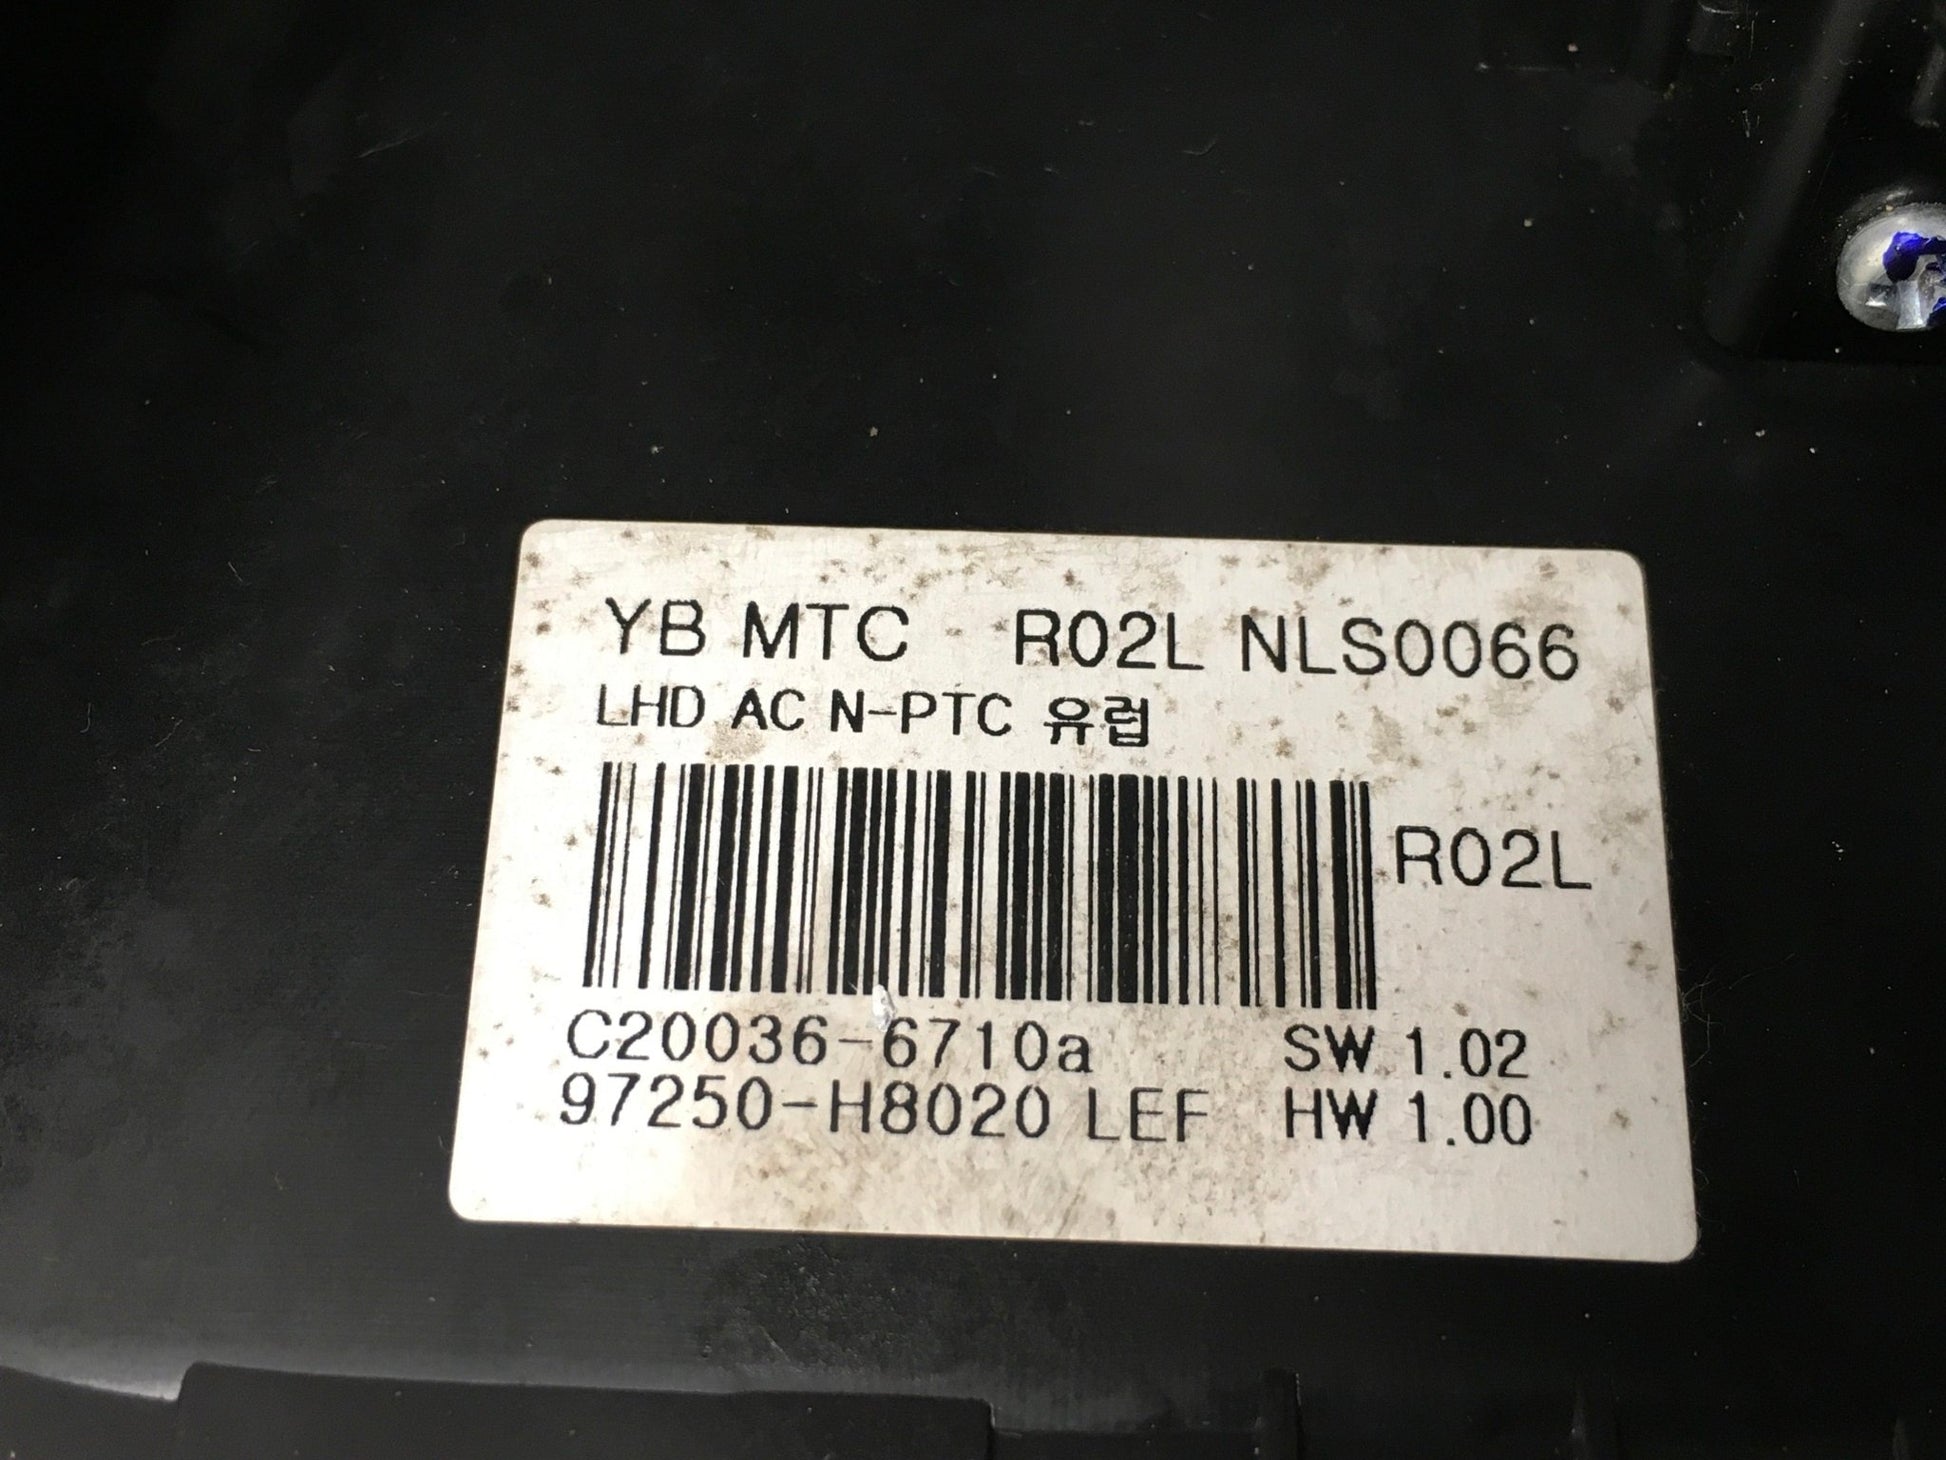 YB MTC R02L NLS0066
LHD AC N-PTC 유럽
R02L
C20036-6710a SW 1.02
97250-H8020 LEF HW 1.00